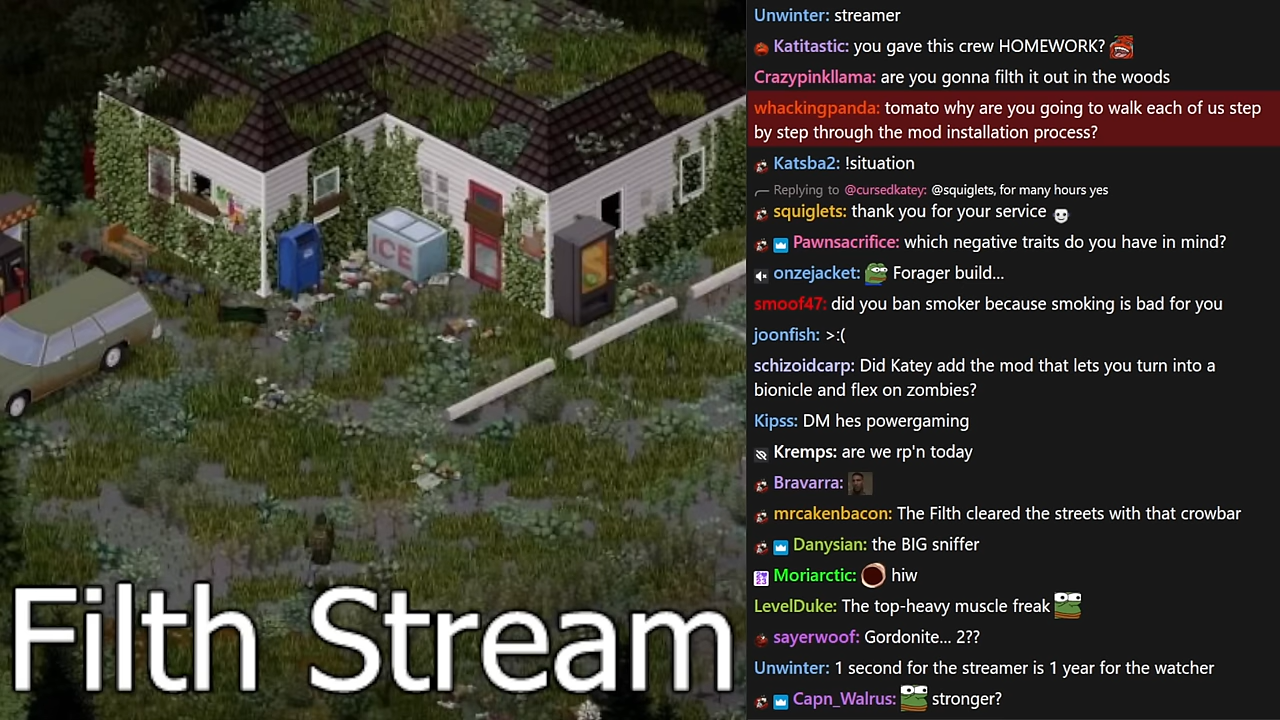 Unwinter: streamer
Katitastic: you gave this crew HOMEWORK?
Crazypinkllama: are you gonna filth it out in the woods
whackingpanda: tomato why are you going to walk each of us step
by step through the mod installation process?
Katsba2: !situation
Replying to @cursedkatey: @squiglets, for many hours yes
squiglets: thank you for your service
Pawnsacrifice: which negative traits do you have in mind?
onzejacket: Forager build...
smoof47: did you ban smoker because smoking is bad for you
joonfish: >:(
schizoidcarp: Did Katey add the mod that lets you turn into a
bionicle and flex on zombies?
Kipss: DM hes powergaming
Kremps: are we rp'n today
Bravarra:
mrcakenbacon: The Filth cleared the streets with that crowbar
Danysian: the BIG sniffer
Moriarctic: hiw
LevelDuke: The top-heavy muscle freak
sayerwoof: Gordonite... 2??
Unwinter: 1 second for the streamer is 1 year for the watcher
Capn_Walrus: stronger?
ICE
Filth Stream